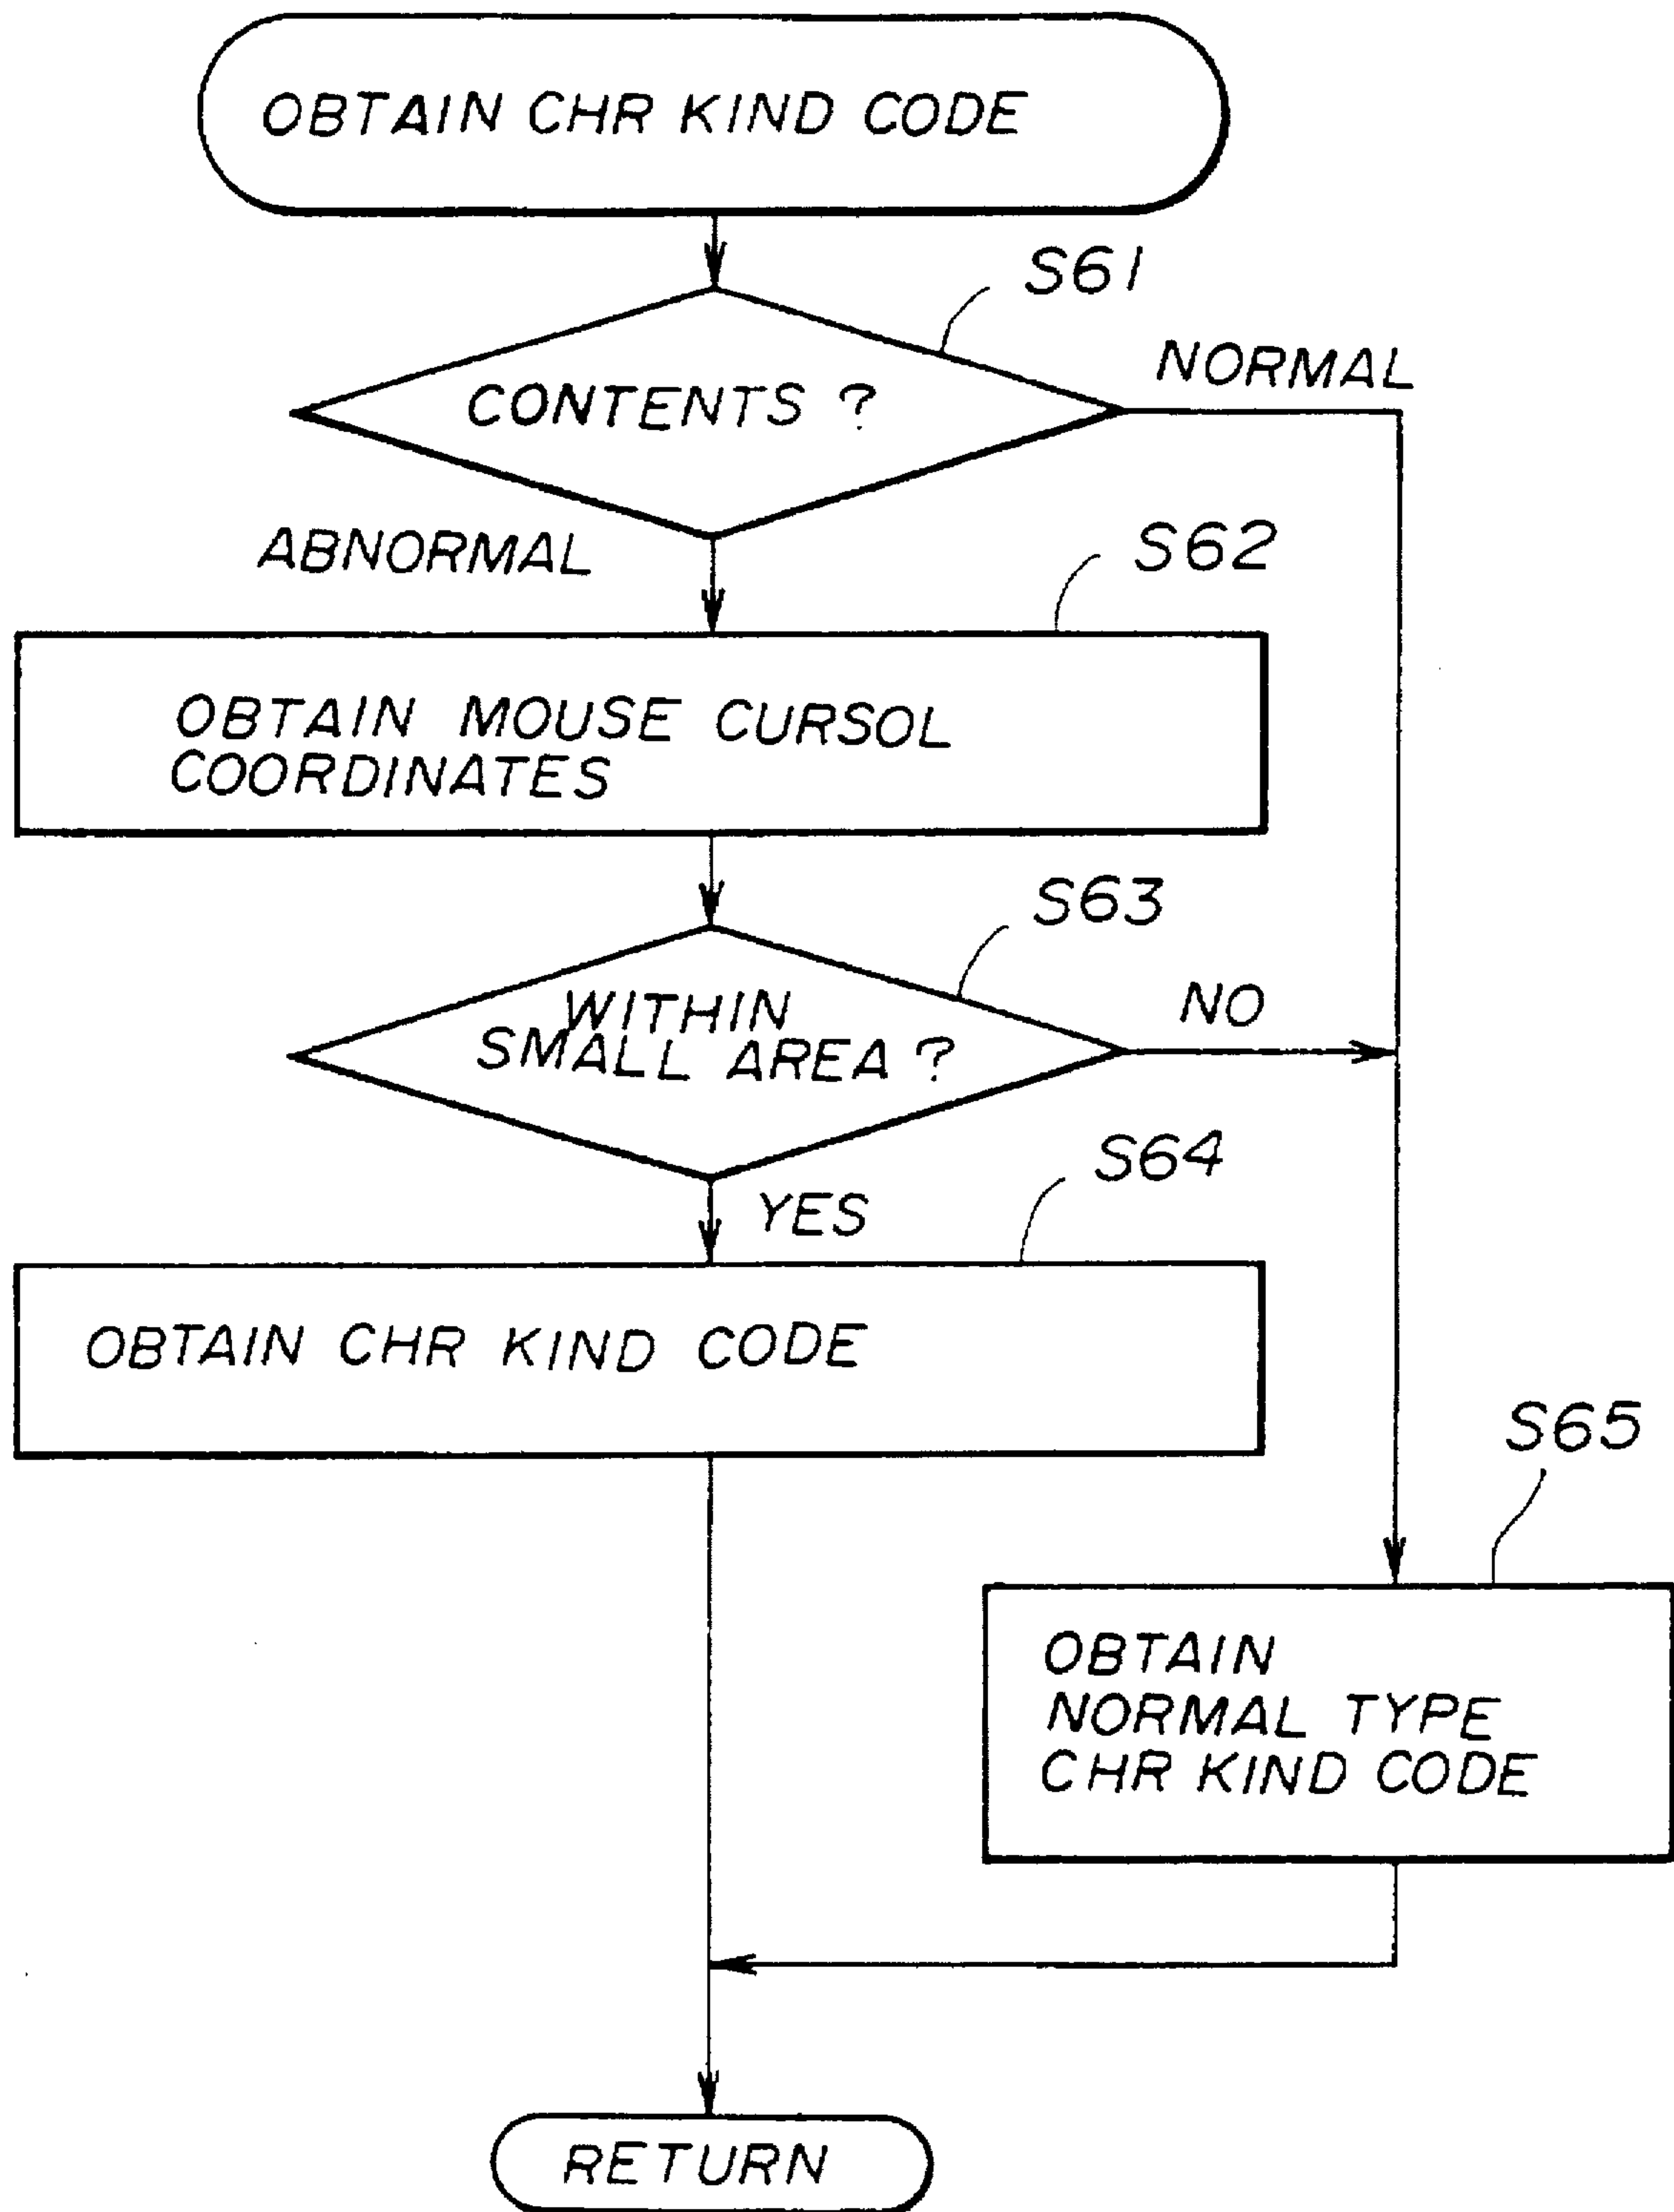 OBTAIN CHR KIND CODE
S61
CONTENTS ?
NORMAL
ABNORMAL
S62
OBTAIN MOUSE CURSOL
COORDINATES
S63
WITHIN
SMALL AREA ?
NO
S64
YES
OBTAIN CHR KIND CODE
S65
OBTAIN
NORMAL TYPE
CHR KIND CODE
RETURN